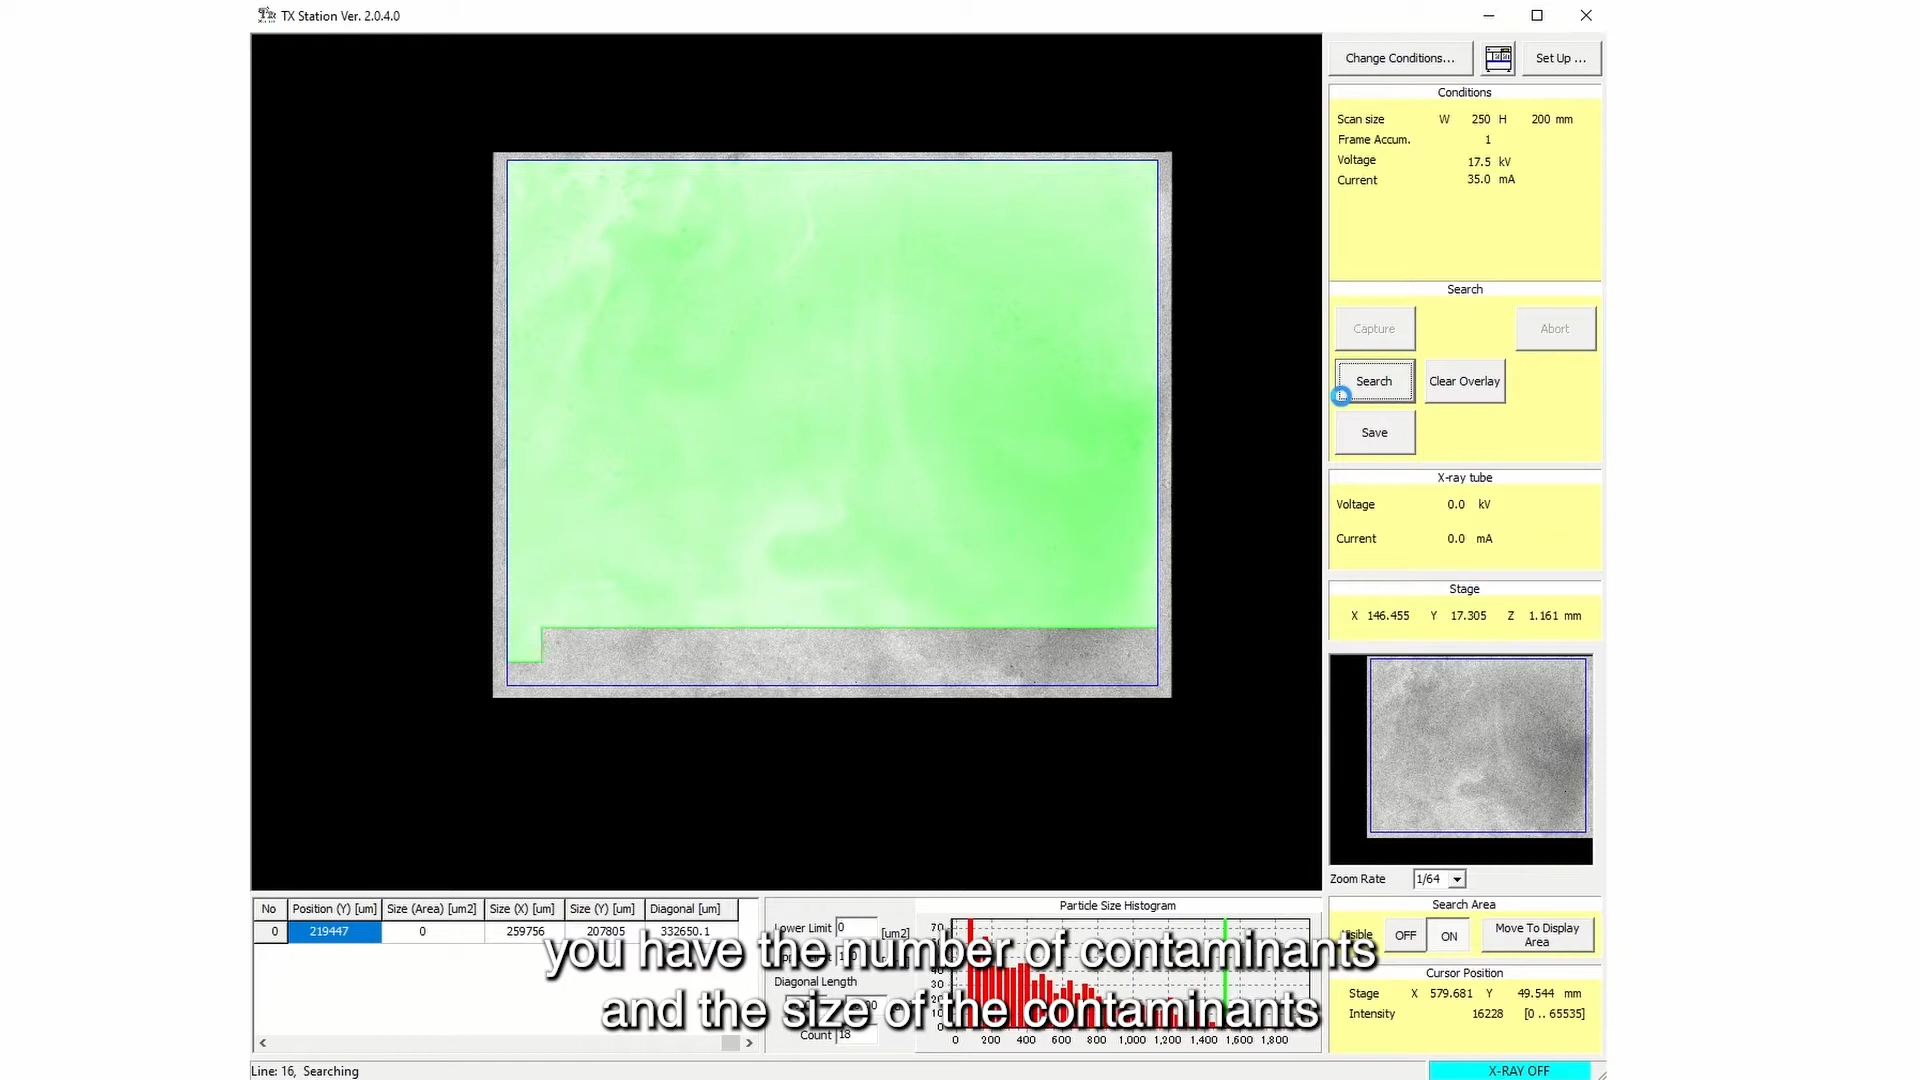 TX Station Ver. 2.0.4.0
Change Conditions...
Set Up ...
Conditions
Scan size W 250 H 200 mm
Frame Accum. 1
Voltage 17.5 kV
Current 35.0 mA
Search
Capture
Abort
Search
Clear Overlay
Save
X-ray tube
Voltage 0.0 kV
Current 0.0 mA
Stage
X 146.455 Y 17.305 Z 1.161 mm
Zoom Rate 1/64
Search Area
OFF
ON
Move To Display
Area
Cursor Position
Stage X 579.681 Y 49.544 mm
Intensity 16228 [0 .. 65535]
No Position (Y) [um] Size (Area) [um2] Size (X) [um] Size (Y) [um] Diagonal [um]
0 219447 0 259756 207805 332650.1
Lower Limit 0
[um2]
Diagonal Length
Count 18
Particle Size Histogram
0 200 400 600 800 1,000 1,200 1,400 1,600 1,800
you have the number of contaminants
and the size of the contaminants
Line: 16, Searching
X-RAY OFF